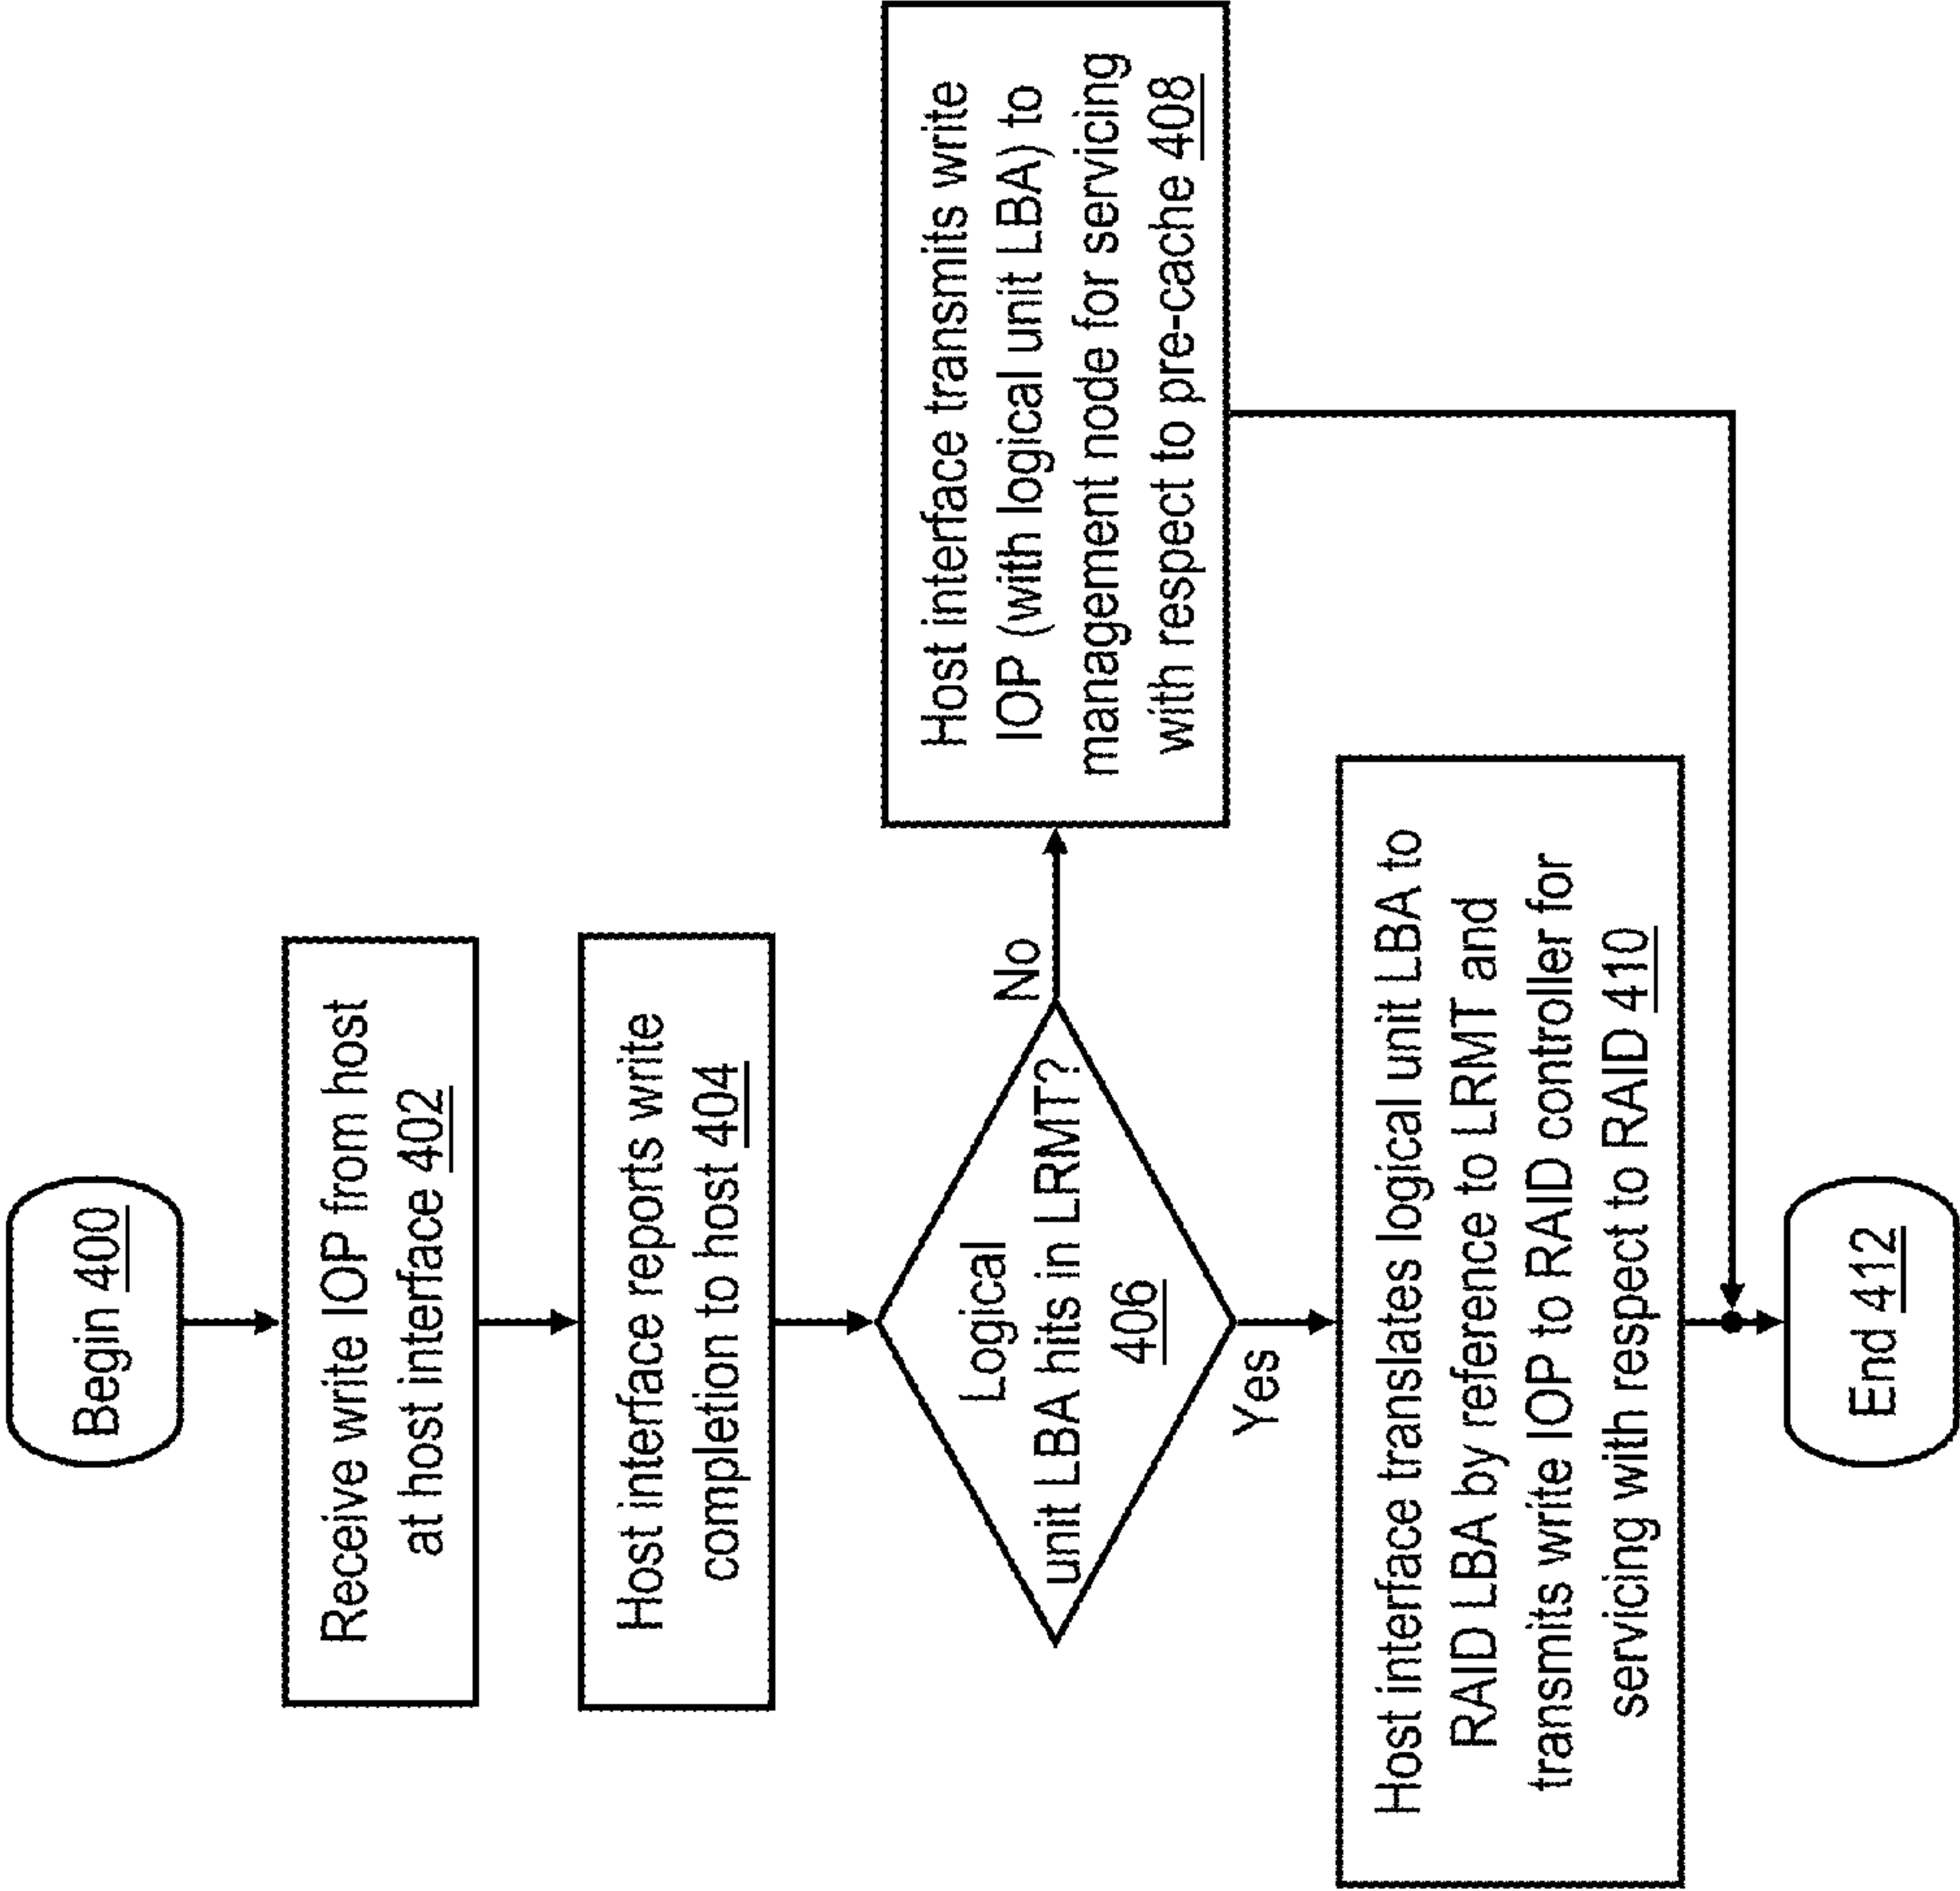 Begin 400
Receive write IOP from host
at host interface 402
Host interface reports write
completion to host 404
Logical
unit LBA hits in LRMT?
406
No
Host interface transmits write
IOP (with logical unit LBA) to
management node for servicing
with respect to pre-cache 408
Yes
Host interface translates logical unit LBA to
RAID LBA by reference to LRMT and
transmits write IOP to RAID controller for
servicing with respect to RAID 410
End 412